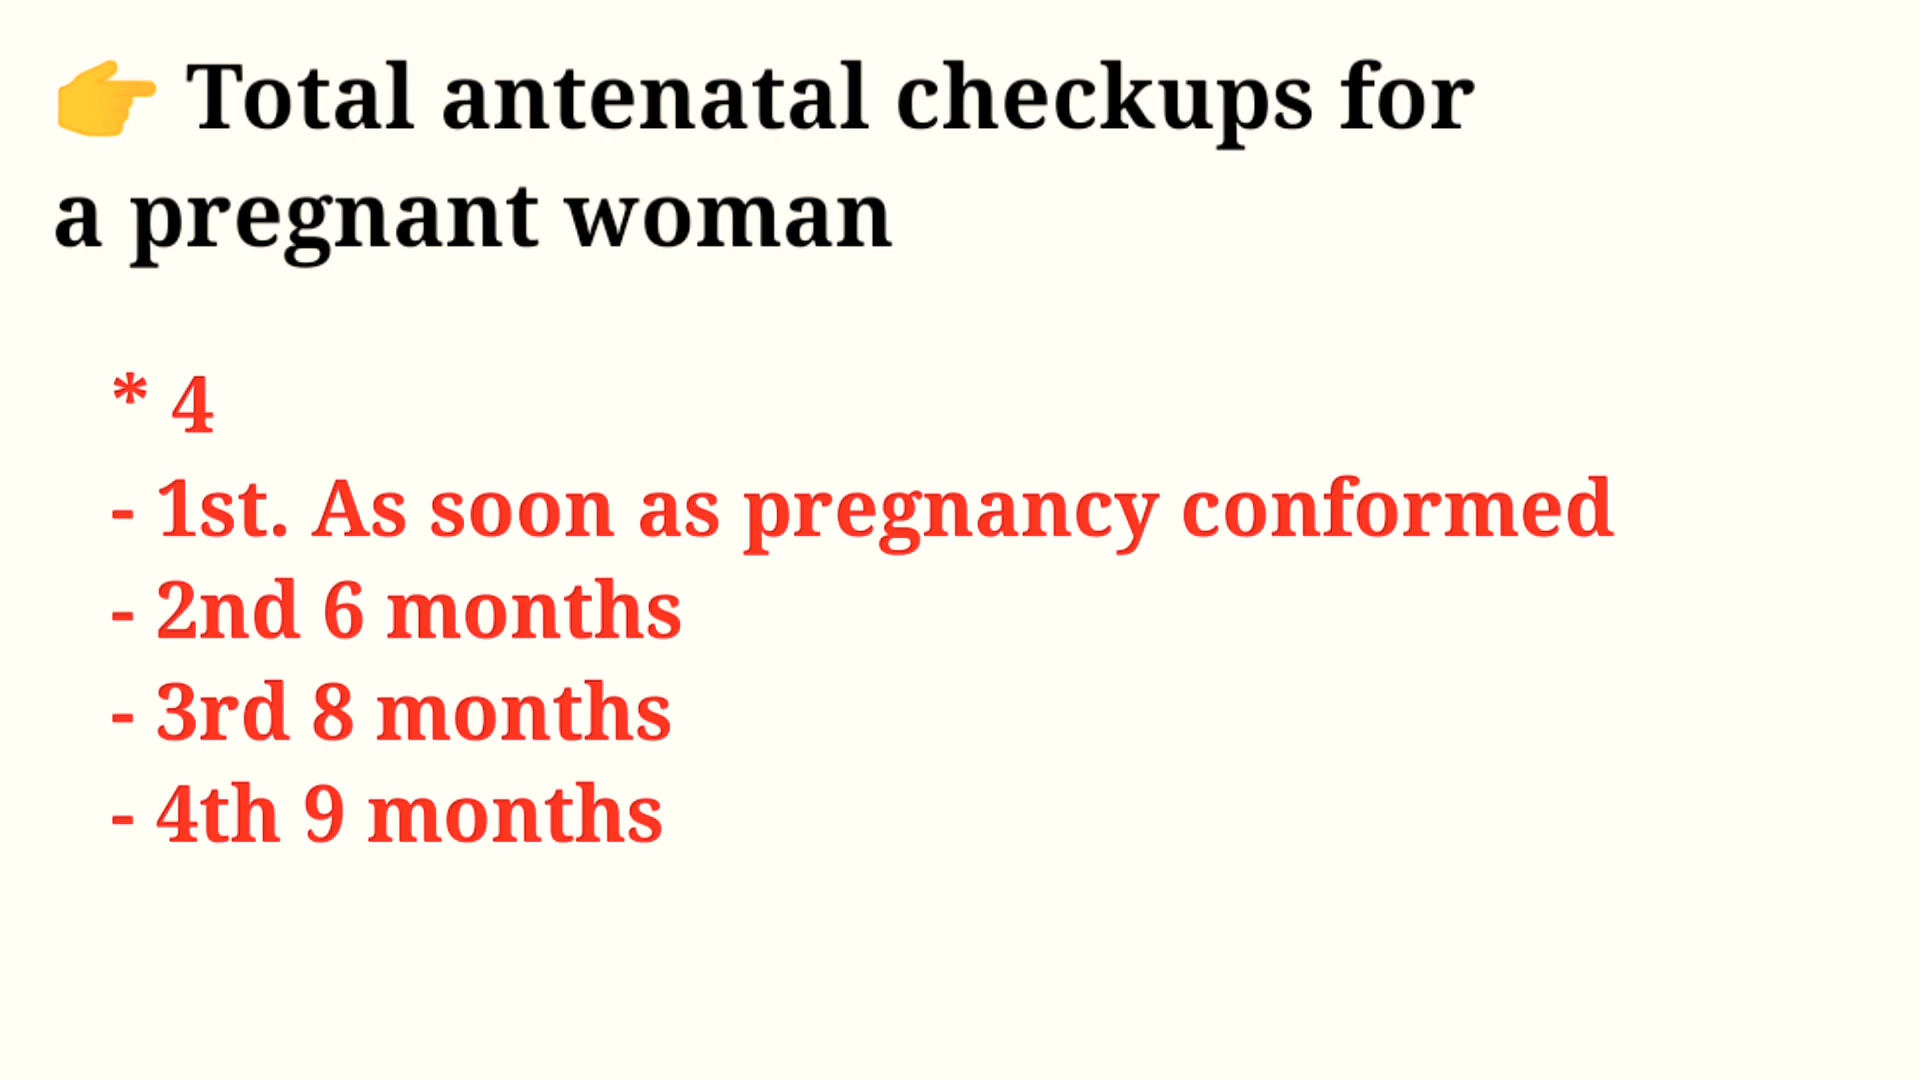 👉 Total antenatal checkups for
a pregnant woman
* 4
- 1st. As soon as pregnancy conformed
- 2nd 6 months
- 3rd 8 months
- 4th 9 months